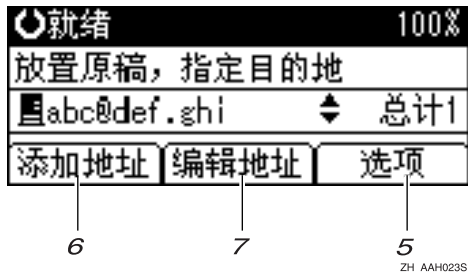 就绪 100%
放置原稿，指定目的地
abc@def.ghi 总计1
添加地址 编辑地址 选项
6 7 5
ZH AAH023S